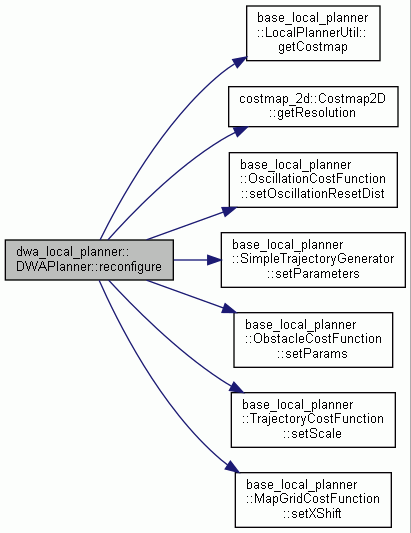 base_local_planner
::LocalPlannerUtil::
getCostmap
costmap_2d::Costmap2D
::getResolution
base_local_planner
::OscillationCostFunction
::setOscillationResetDist
dwa_local_planner::
DWAPlanner::reconfigure
base_local_planner
::SimpleTrajectoryGenerator
::setParameters
base_local_planner
::ObstacleCostFunction
::setParams
base_local_planner
::TrajectoryCostFunction
::setScale
base_local_planner
::MapGridCostFunction
::setXShift